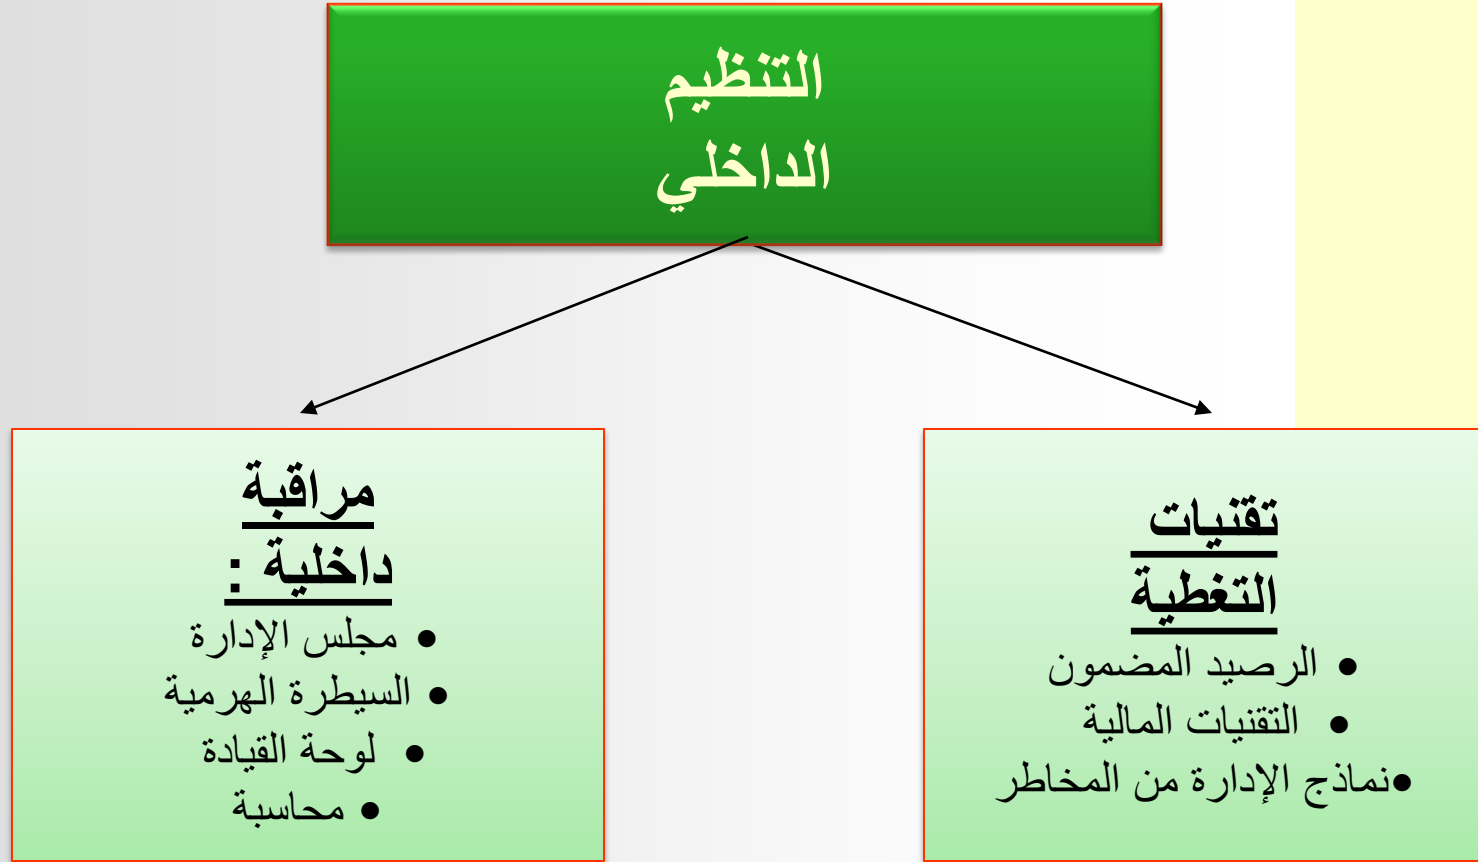 التنظيم
الداخلي
تقنيات
التغطية
• الرصيد المضمون
• التقنيات المالية
•نماذج الإدارة من المخاطر
مراقبة
داخلية :
• مجلس الإدارة
• السيطرة الهرمية
• لوحة القيادة
• محاسبة